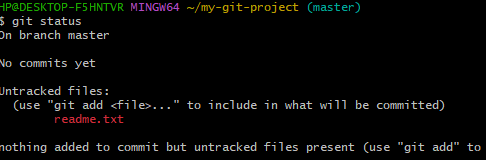 HP@DESKTOP-F5HNTVR MINGW64 ~/my-git-project (master)
$ git status
On branch master
No commits yet
Untracked files:
(use "git add <file>..." to include in what will be committed)
readme.txt
nothing added to commit but untracked files present (use "git add" to